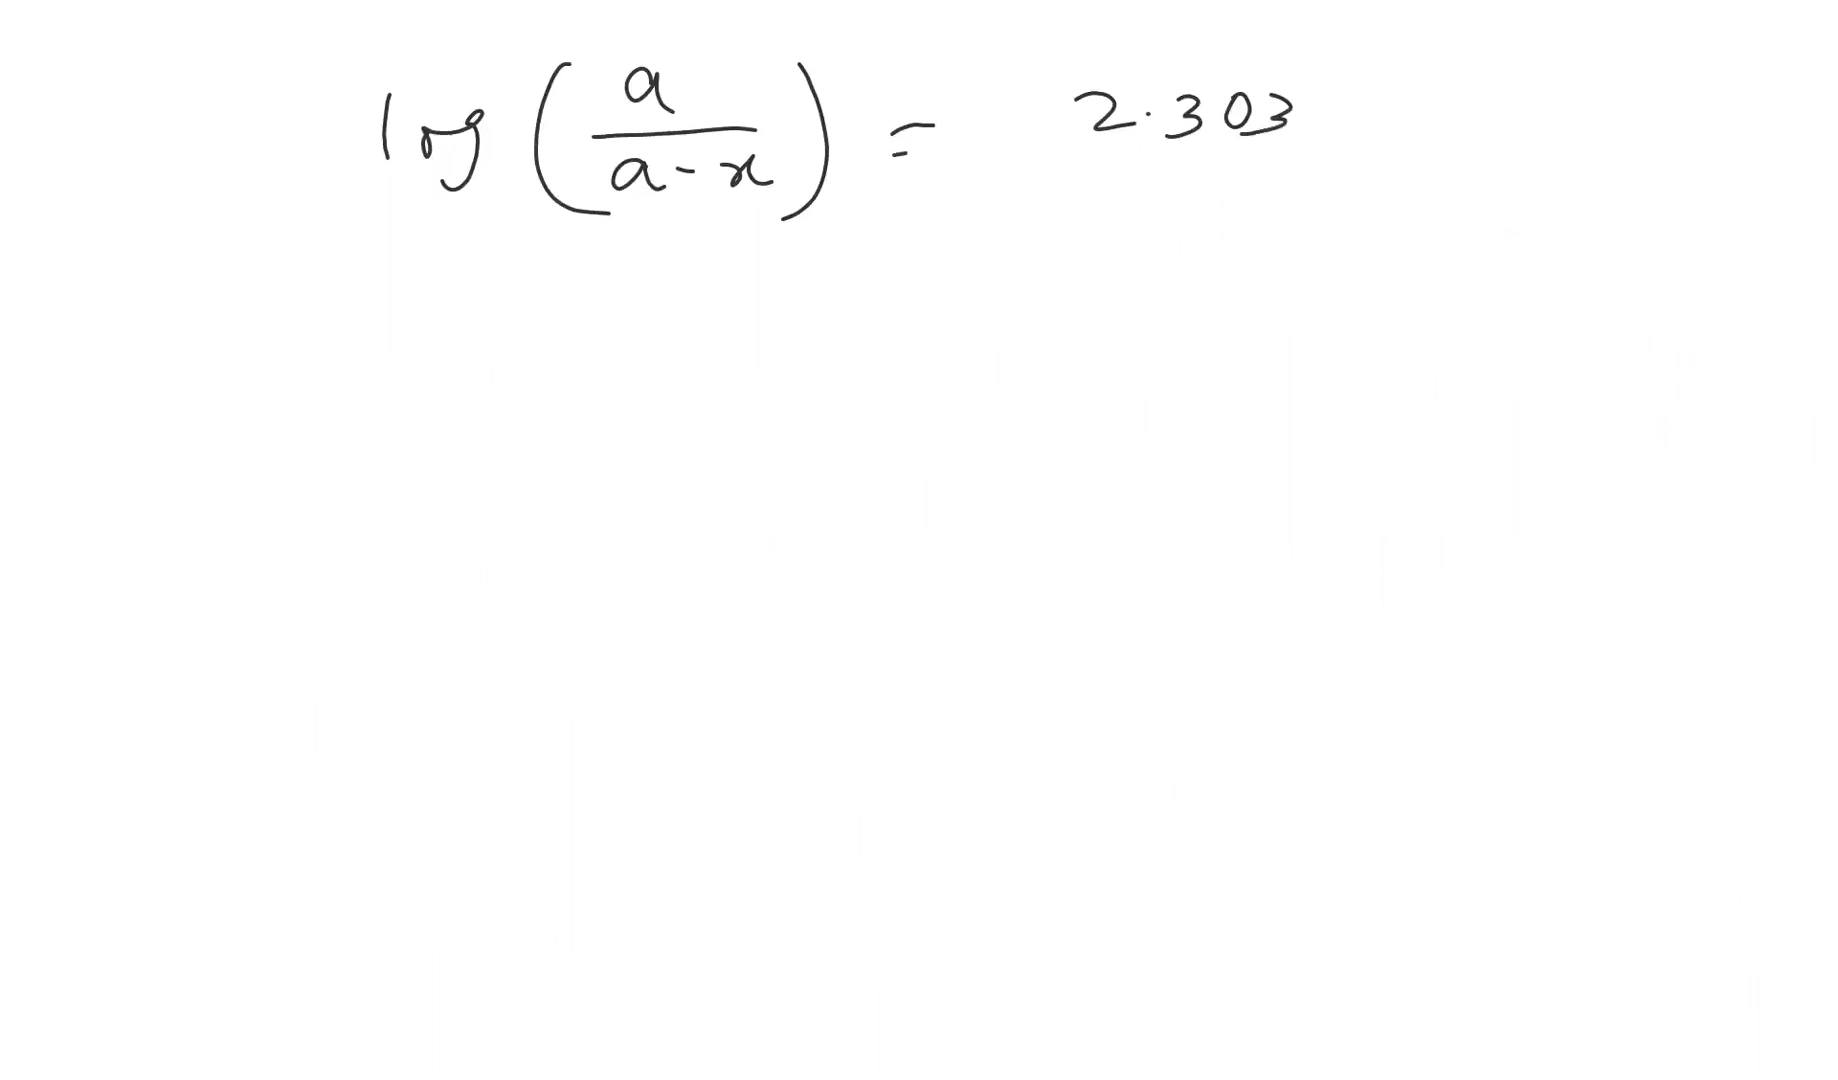 log (a/(a-x)) = 2.303